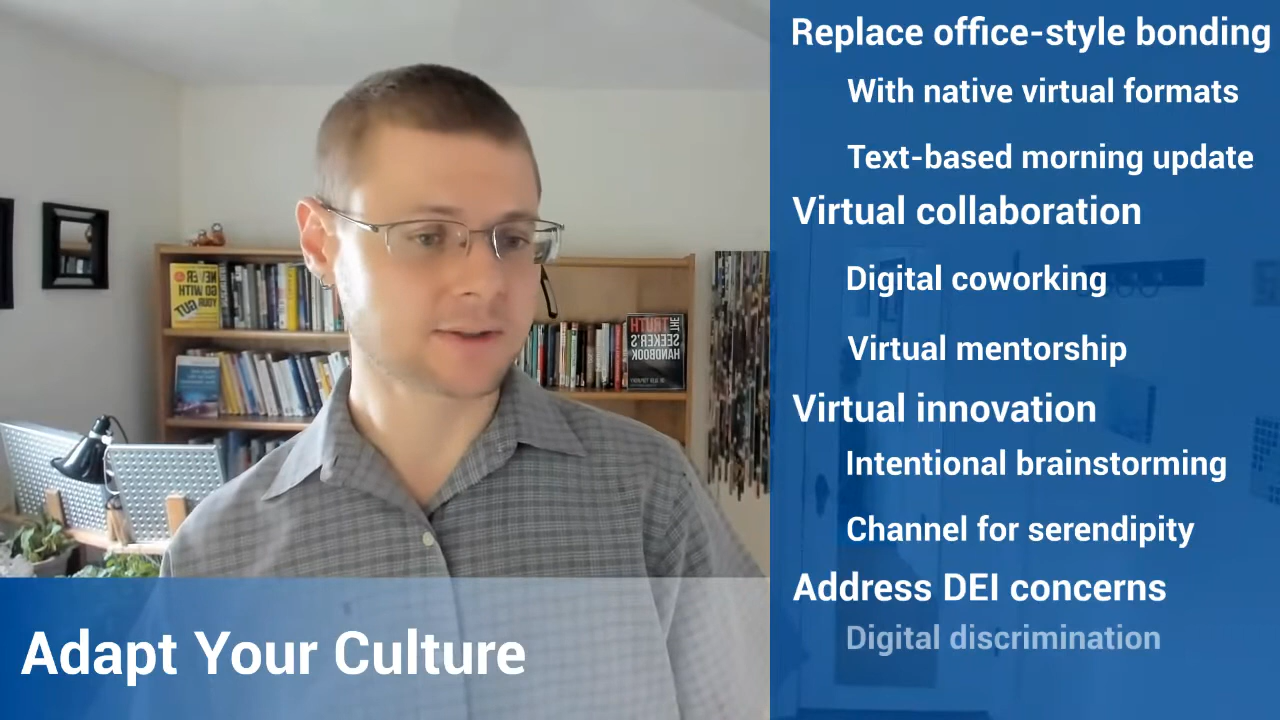 Replace office-style bonding
With native virtual formats
Text-based morning update
Virtual collaboration
Digital coworking
Virtual mentorship
Virtual innovation
Intentional brainstorming
Channel for serendipity
Address DEI concerns
Digital discrimination
NEVER
GO WITH
YOUR
GUT
THE
TRUTH
SEEKER'S
HANDBOOK
Adapt Your Culture